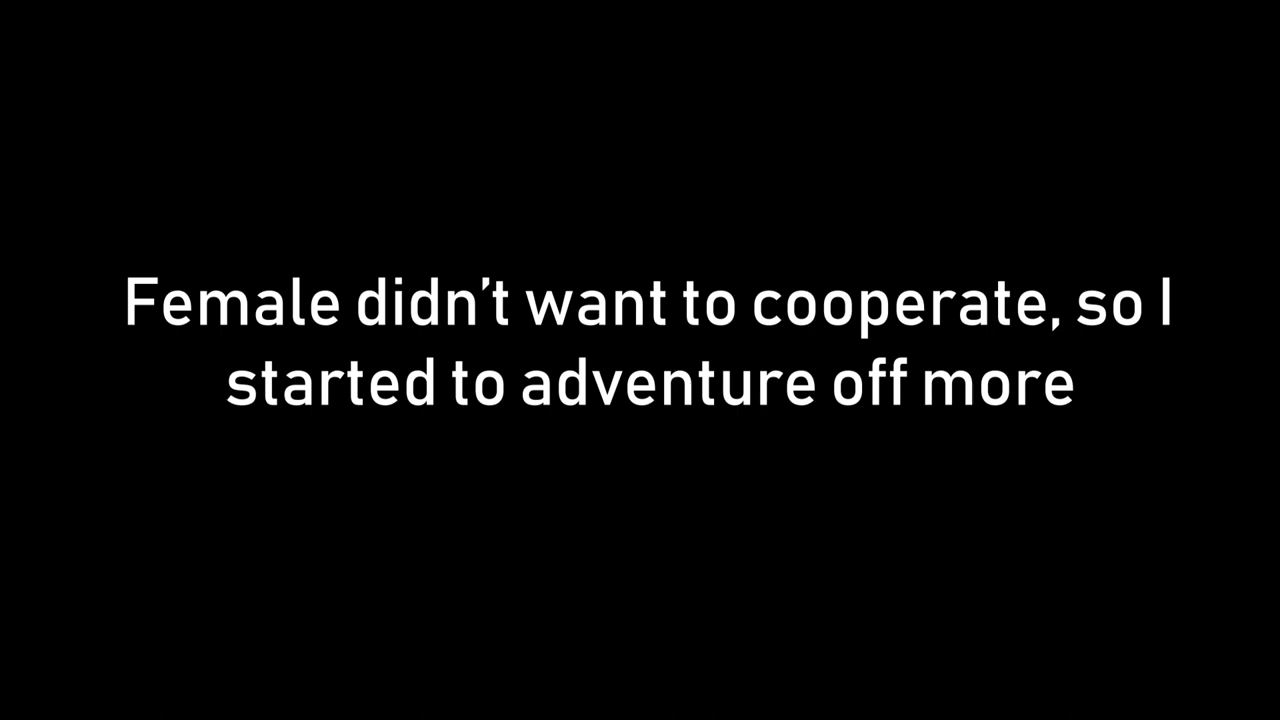 Female didn’t want to cooperate, so I
started to adventure off more